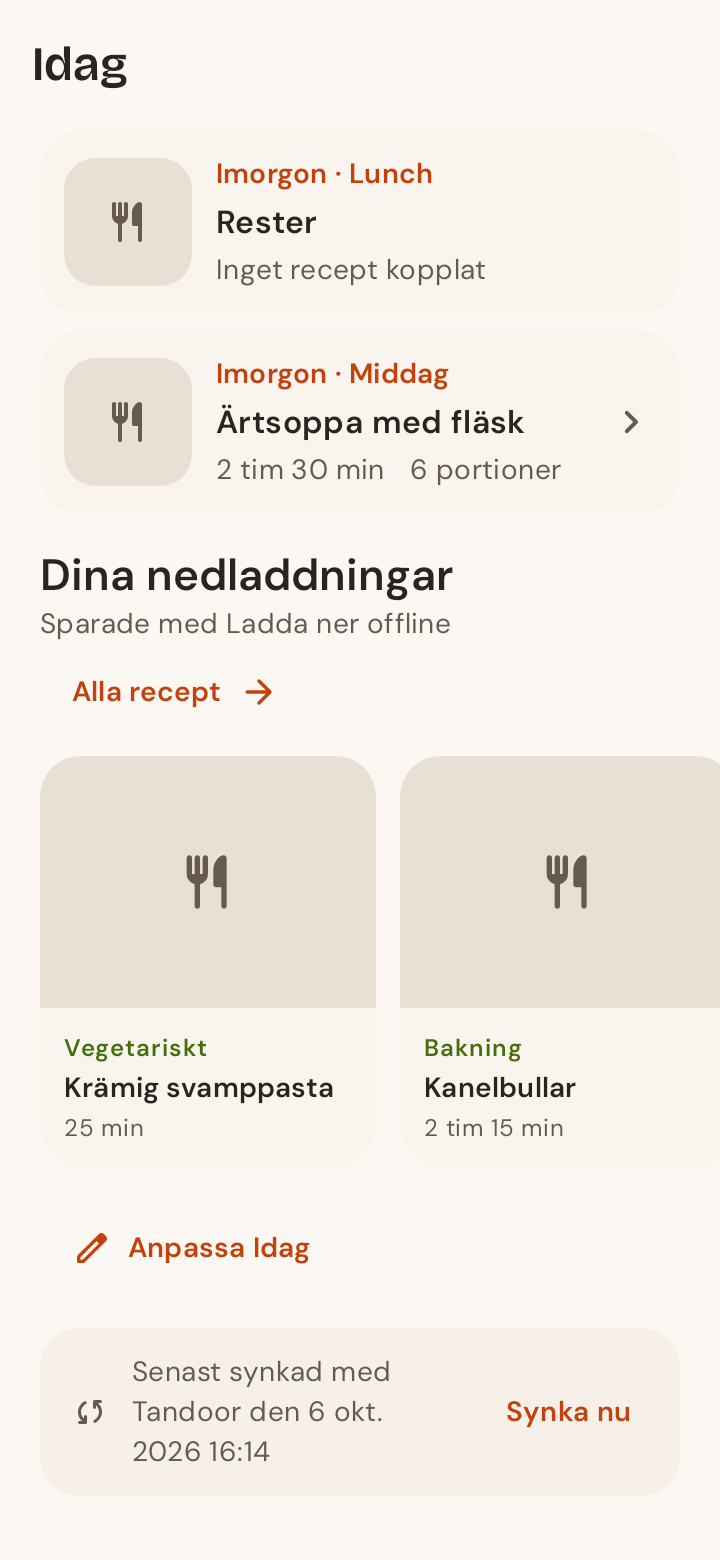 Idag
Imorgon · Lunch
Rester
Inget recept kopplat
Imorgon · Middag
Ärtsoppa med fläsk
2 tim 30 min 6 portioner
Dina nedladdningar
Sparade med Ladda ner offline
Alla recept
Vegetariskt
Krämig svamppasta
25 min
Bakning
Kanelbullar
2 tim 15 min
Anpassa Idag
Senast synkad med
Tandoor den 6 okt.
2026 16:14
Synka nu